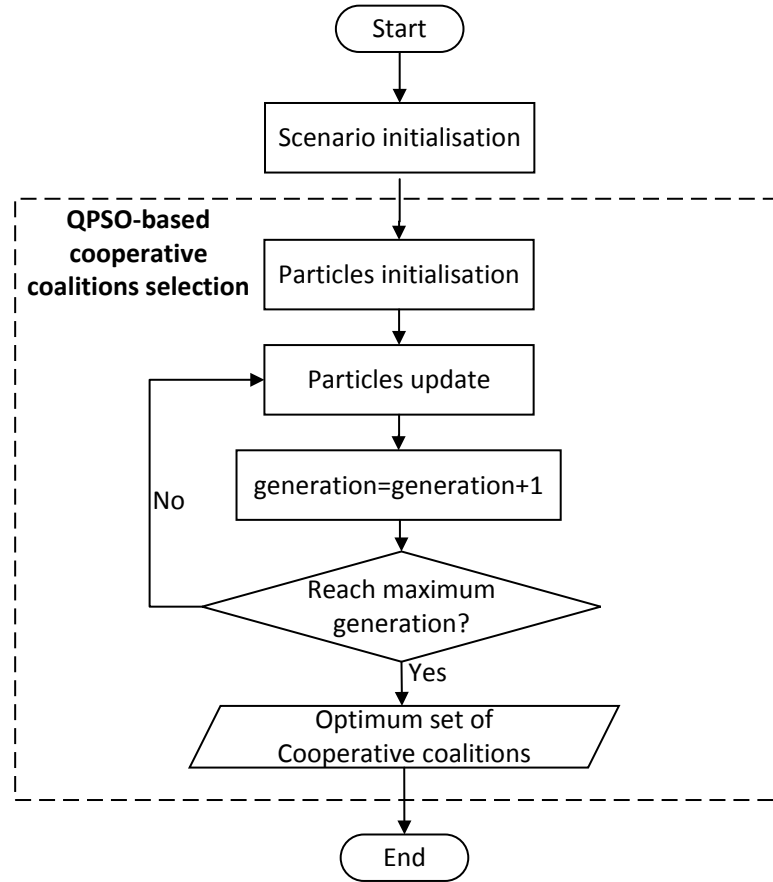 Start
Scenario initialisation
QPSO-based
cooperative
coalitions selection
Particles initialisation
Particles update
generation=generation+1
No
Reach maximum
generation?
Yes
Optimum set of
Cooperative coalitions
End